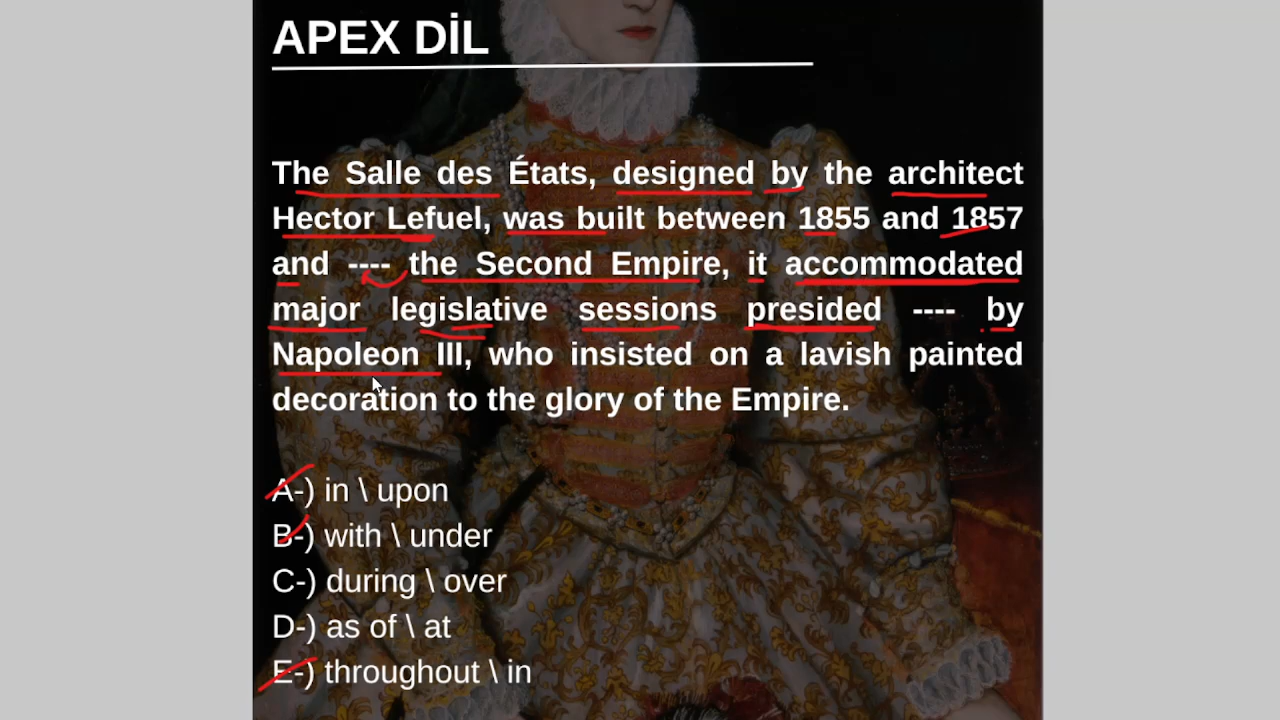 APEX DİL
The Salle des États, designed by the architect
Hector Lefuel, was built between 1855 and 1857
and ---- the Second Empire, it accommodated
major legislative sessions presided ---- by
Napoleon III, who insisted on a lavish painted
decoration to the glory of the Empire.
A-) in \ upon
B-) with \ under
C-) during \ over
D-) as of \ at
E-) throughout \ in